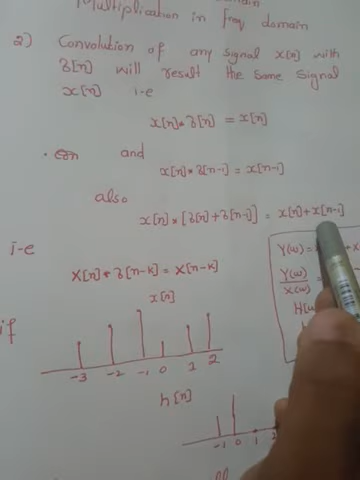 Multiplication in freq domain
2) Convolution of any signal x[n] with
δ[n] will result the same signal
x[n] i-e
x[n]*δ[n] = x[n]
and
x[n]*δ[n-1] = x[n-1]
also
x[n]*[δ[n]+δ[n-1]] = x[n]+x[n-1]
i-e
x[n]*δ[n-k] = x[n-k]
Y(ω)=
Y(ω)/X(ω) =
if
x[n]
-3 -2 -1 0 1 2
h[n]
-1 0 1